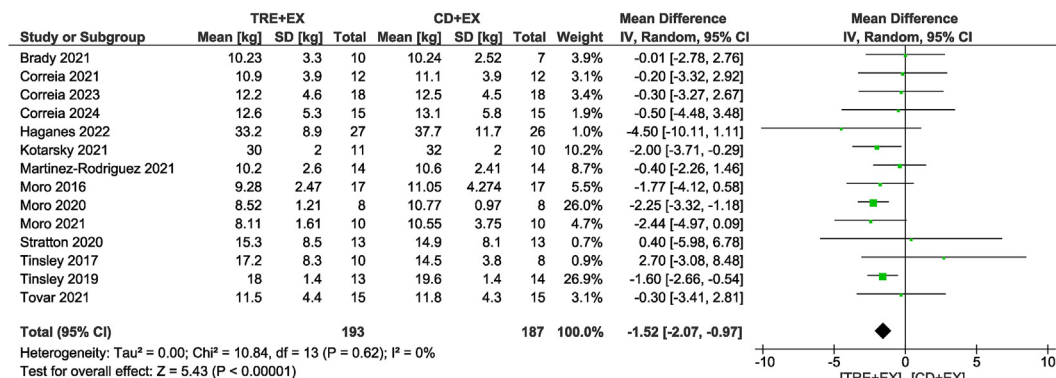 TRE+EX CD+EX Mean Difference Mean Difference
Study or Subgroup Mean [kg] SD [kg] Total Mean [kg] SD [kg] Total Weight IV, Random, 95% CI IV, Random, 95% CI
Brady 2021 10.23 3.3 10 10.24 2.52 7 3.9% -0.01 [-2.78, 2.76]
Correia 2021 10.9 3.9 12 11.1 3.9 12 3.1% -0.20 [-3.32, 2.92]
Correia 2023 12.2 4.6 18 12.5 4.5 18 3.4% -0.30 [-3.27, 2.67]
Correia 2024 12.6 5.3 15 13.1 5.8 15 1.9% -0.50 [-4.48, 3.48]
Haganes 2022 33.2 8.9 27 37.7 11.7 26 1.0% -4.50 [-10.11, 1.11]
Kotarsky 2021 30 2 11 32 2 10 10.2% -2.00 [-3.71, -0.29]
Martinez-Rodriguez 2021 10.2 2.6 14 10.6 2.41 14 8.7% -0.40 [-2.26, 1.46]
Moro 2016 9.28 2.47 17 11.05 4.274 17 5.5% -1.77 [-4.12, 0.58]
Moro 2020 8.52 1.21 8 10.77 0.97 8 26.0% -2.25 [-3.32, -1.18]
Moro 2021 8.11 1.61 10 10.55 3.75 10 4.7% -2.44 [-4.97, 0.09]
Stratton 2020 15.3 8.5 13 14.9 8.1 13 0.7% 0.40 [-5.98, 6.78]
Tinsley 2017 17.2 8.3 10 14.5 3.8 8 0.9% 2.70 [-3.08, 8.48]
Tinsley 2019 18 1.4 13 19.6 1.4 14 26.9% -1.60 [-2.66, -0.54]
Tovar 2021 11.5 4.4 15 11.8 4.3 15 3.1% -0.30 [-3.41, 2.81]
Total (95% CI) 193 187 100.0% -1.52 [-2.07, -0.97]
Heterogeneity: Tau² = 0.00; Chi² = 10.84, df = 13 (P = 0.62); I² = 0%
Test for overall effect: Z = 5.43 (P < 0.00001)
-10 -5 0 5 10
[TRE+EX] [CD+EX]